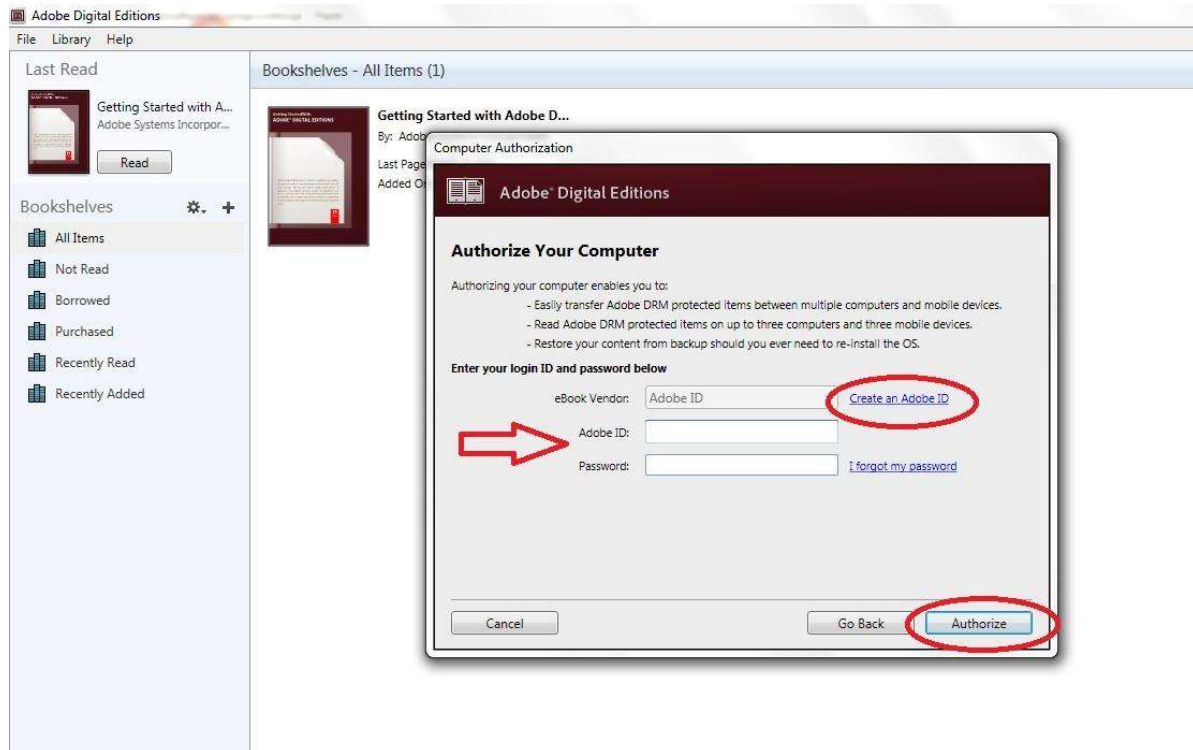 Adobe Digital Editions
File Library Help
Last Read
Getting Started with A...
Adobe Systems Incorpor...
Read
Bookshelves
All Items
Not Read
Borrowed
Purchased
Recently Read
Recently Added
Bookshelves - All Items (1)
Getting Started with Adobe D...
By: Adob
Last Page
Added O
Computer Authorization
Adobe® Digital Editions
Authorize Your Computer
Authorizing your computer enables you to:
- Easily transfer Adobe DRM protected items between multiple computers and mobile devices.
- Read Adobe DRM protected items on up to three computers and three mobile devices.
- Restore your content from backup should you ever need to re-install the OS.
Enter your login ID and password below
eBook Vendor: Adobe ID Create an Adobe ID
Adobe ID:
Password: I forgot my password
Cancel Go Back Authorize